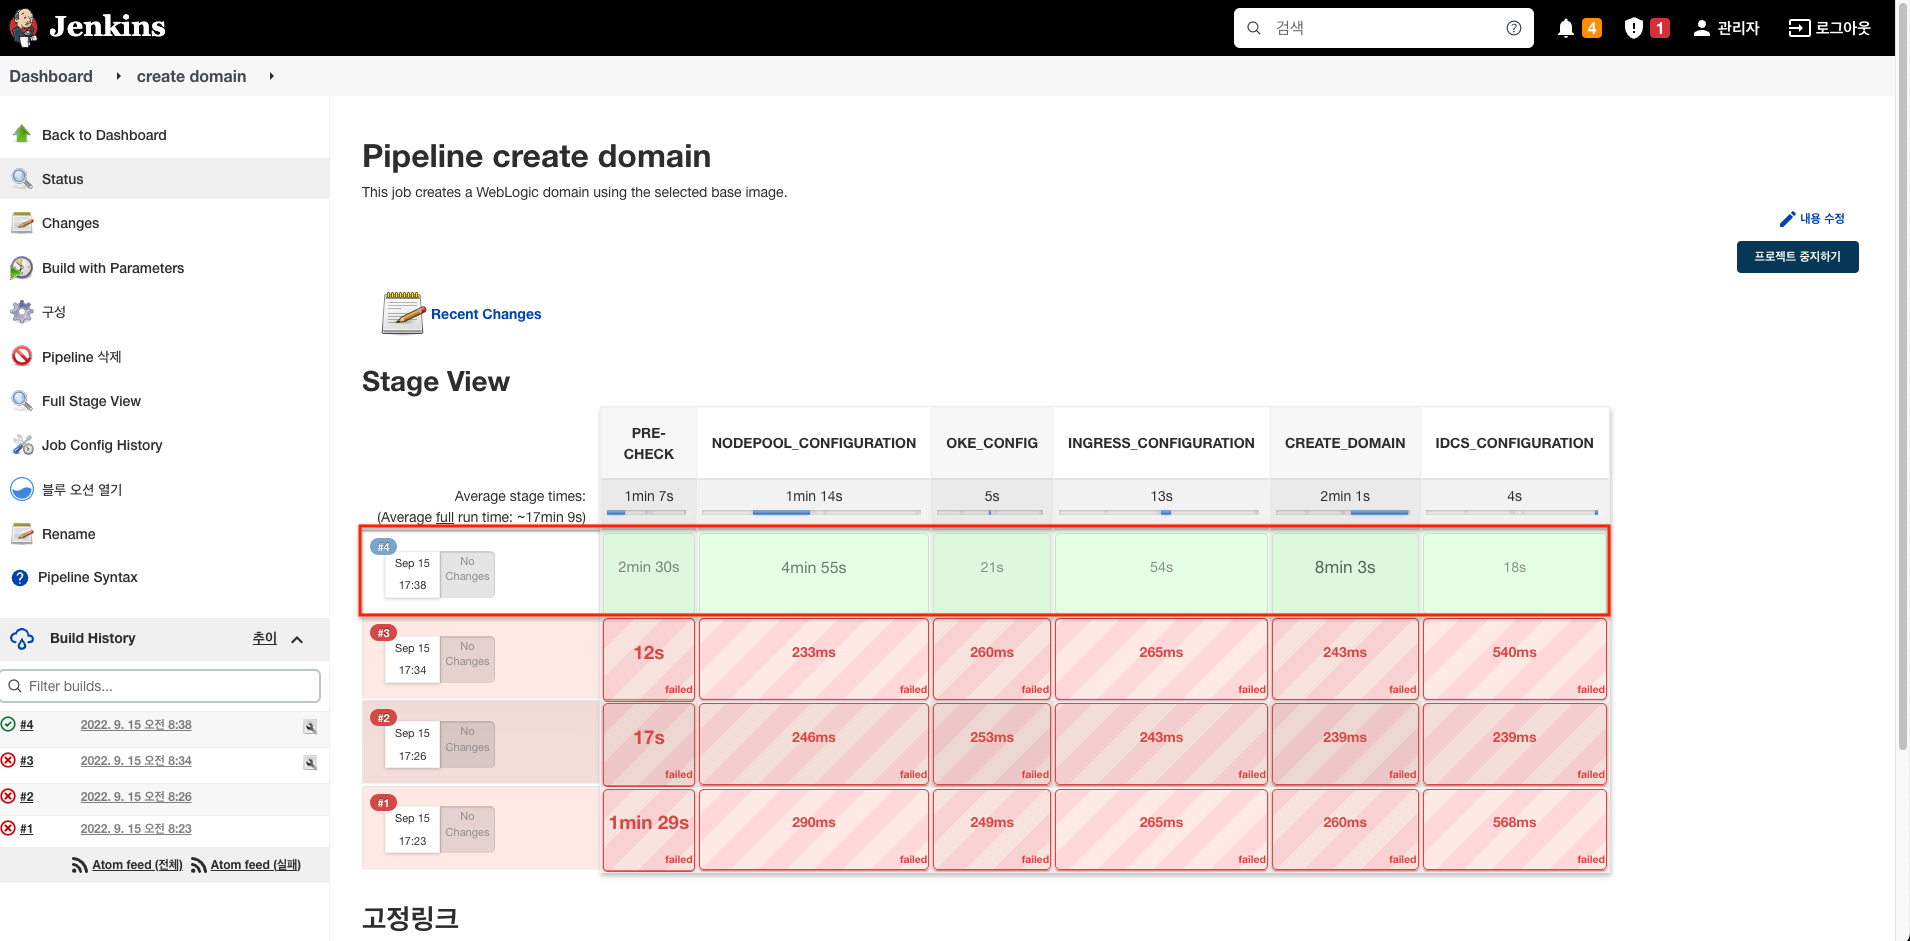 Jenkins
검색
4
1
관리자
로그아웃
Dashboard
create domain
Back to Dashboard
Status
Changes
Build with Parameters
구성
Pipeline 삭제
Full Stage View
Job Config History
블루 오션 열기
Rename
Pipeline Syntax
Build History
추이
Filter builds...
#4 2022. 9. 15 오전 8:38
#3 2022. 9. 15 오전 8:34
#2 2022. 9. 15 오전 8:26
#1 2022. 9. 15 오전 8:23
Atom feed (전체) Atom feed (실패)
Pipeline create domain
This job creates a WebLogic domain using the selected base image.
내용 수정
프로젝트 중지하기
Recent Changes
Stage View
PRE-
CHECK
NODEPOOL_CONFIGURATION
OKE_CONFIG
INGRESS_CONFIGURATION
CREATE_DOMAIN
IDCS_CONFIGURATION
Average stage times:
(Average full run time: ~17min 9s)
1min 7s
1min 14s
5s
13s
2min 1s
4s
#4
Sep 15
17:38
No
Changes
2min 30s
4min 55s
21s
54s
8min 3s
18s
#3
Sep 15
17:34
No
Changes
12s
failed
233ms
failed
260ms
failed
265ms
failed
243ms
failed
540ms
failed
#2
Sep 15
17:26
No
Changes
17s
failed
246ms
failed
253ms
failed
243ms
failed
239ms
failed
239ms
failed
#1
Sep 15
17:23
No
Changes
1min 29s
failed
290ms
failed
249ms
failed
265ms
failed
260ms
failed
568ms
failed
고정링크